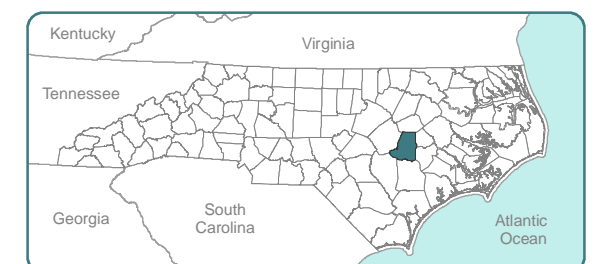 Kentucky
Virginia
Tennessee
Georgia
South
Carolina
Atlantic
Ocean